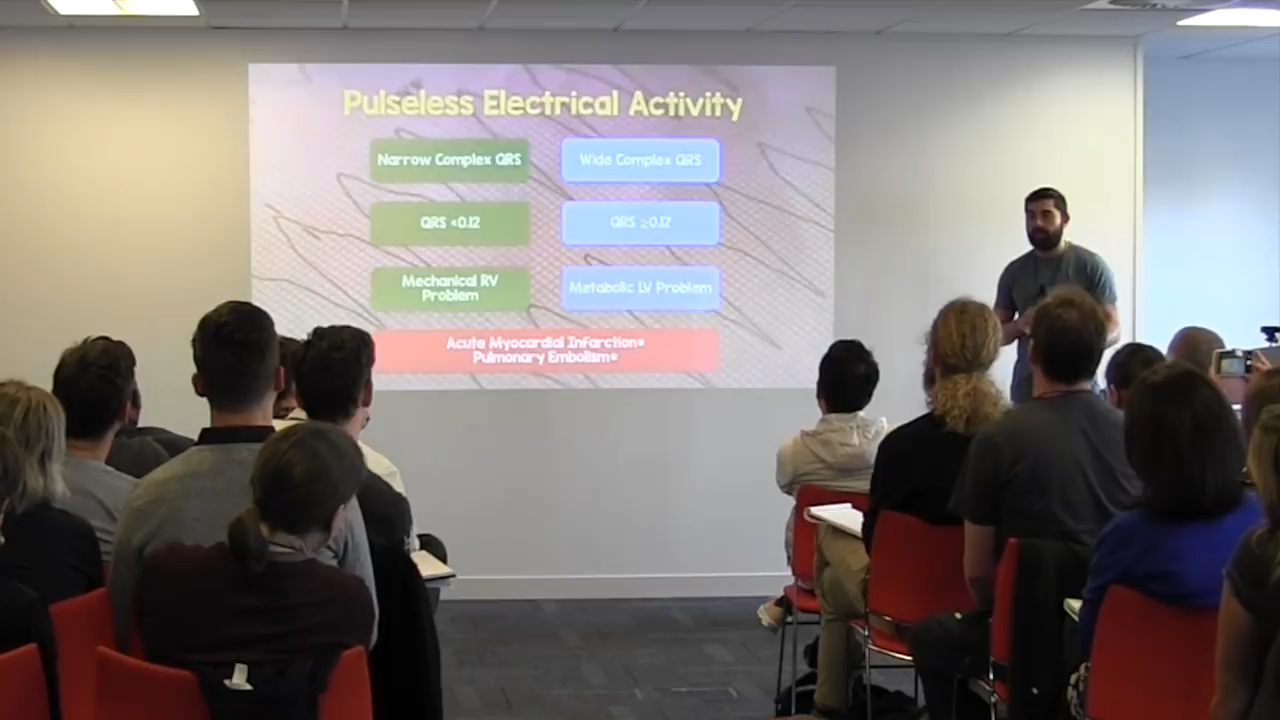 Pulseless Electrical Activity
Narrow Complex QRS
Wide Complex QRS
QRS <0.12
QRS ≥0.12
Mechanical RV
Problem
Metabolic LV Problem
Acute Myocardial Infarction*
Pulmonary Embolism*